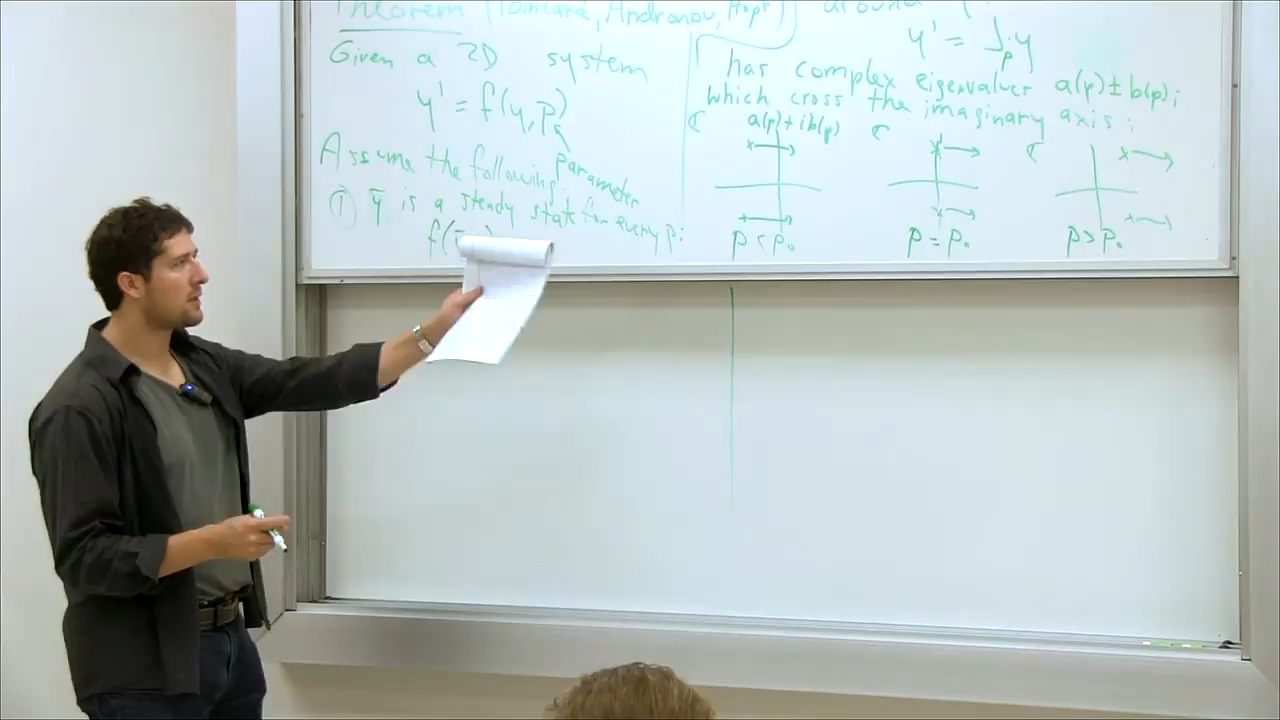 Theorem (Poincaré, Andronov, Hopf)
Given a 2D system
y' = f(y, p)
parameter
Assume the following:
① ȳ is a steady state for every p:
f(
around
y' = J_p y
has complex eigenvalues a(p) ± b(p)i
which cross the imaginary axis:
ℂ a(p)+ib(p) ℂ ℂ
p < p₀ p = p₀ p > p₀